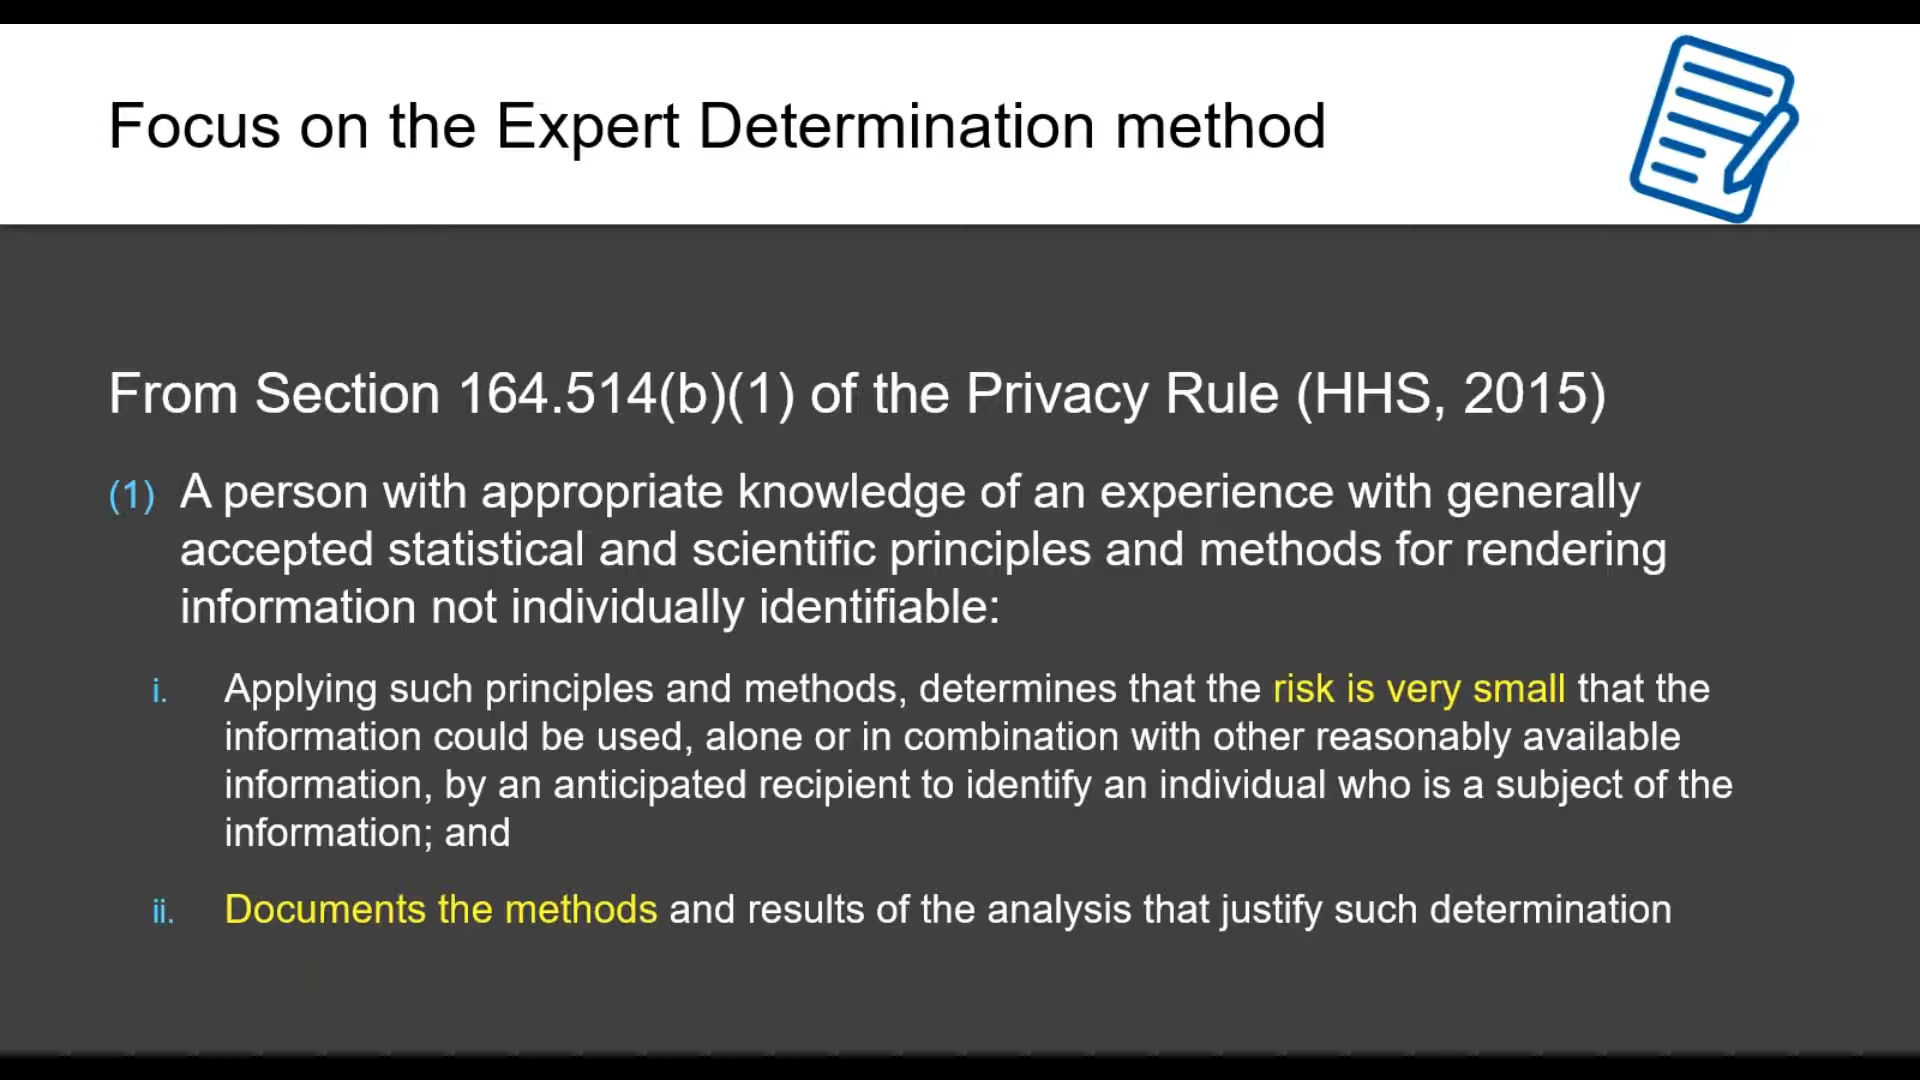 Focus on the Expert Determination method
From Section 164.514(b)(1) of the Privacy Rule (HHS, 2015)
(1) A person with appropriate knowledge of an experience with generally
accepted statistical and scientific principles and methods for rendering
information not individually identifiable:
i. Applying such principles and methods, determines that the risk is very small that the
information could be used, alone or in combination with other reasonably available
information, by an anticipated recipient to identify an individual who is a subject of the
information; and
ii. Documents the methods and results of the analysis that justify such determination